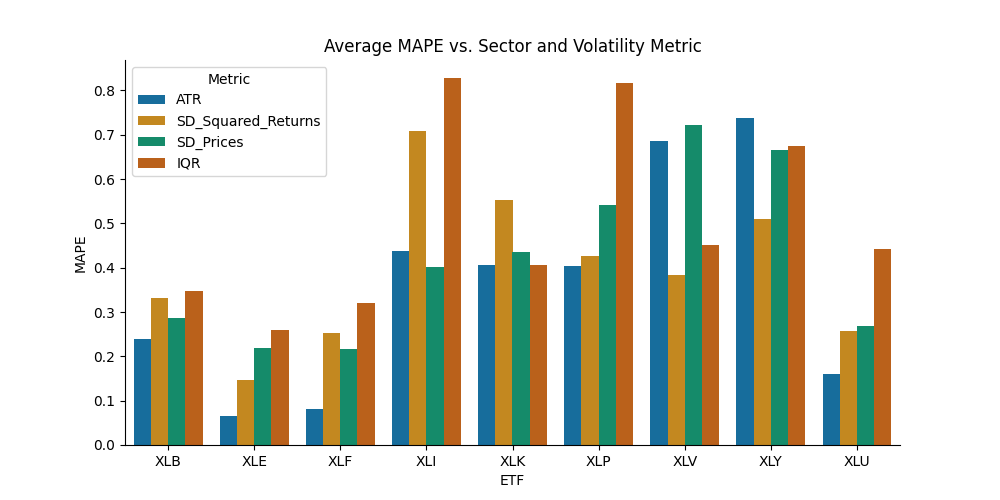 Average MAPE vs. Sector and Volatility Metric
Metric
ATR
SD_Squared_Returns
SD_Prices
IQR
MAPE
0.8
0.7
0.6
0.5
0.4
0.3
0.2
0.1
0.0
XLB XLE XLF XLI XLK XLP XLV XLY XLU
ETF